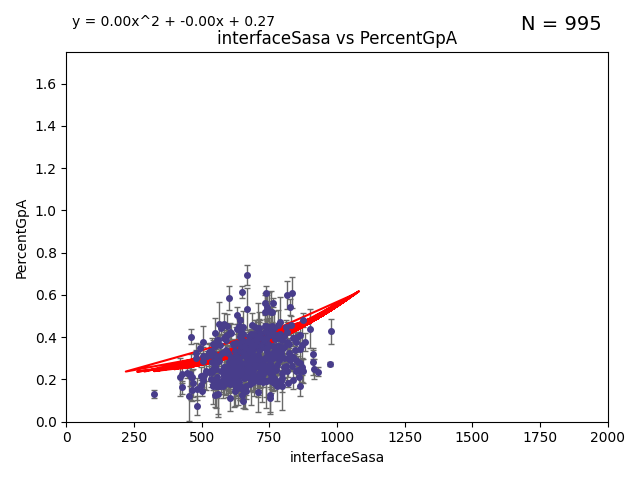 y = 0.00x^2 + -0.00x + 0.27
N = 995
interfaceSasa vs PercentGpA
PercentGpA
1.6
1.4
1.2
1.0
0.8
0.6
0.4
0.2
0.0
0 250 500 750 1000 1250 1500 1750 2000
interfaceSasa